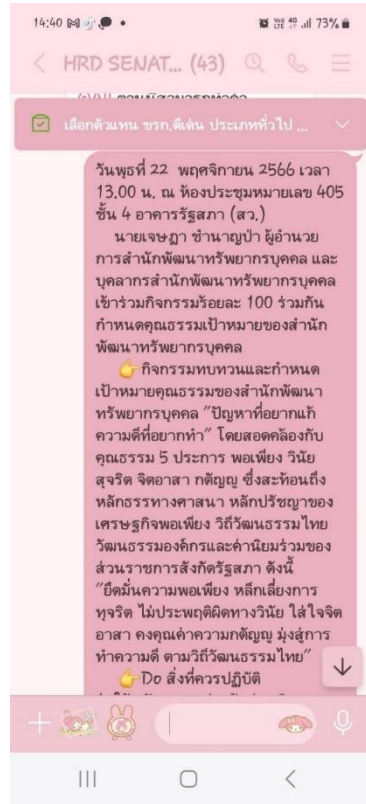 14:40
73%
HRD SENAT... (43)
เลือกตัวแทน ขรก.ดีเด่น ประเภททั่วไป ...
วันพุธที่ 22 พฤศจิกายน 2566 เวลา
13.00 น. ณ ห้องประชุมหมายเลข 405
ชั้น 4 อาคารรัฐสภา (สว.)
นายเจษฎา ชำนาญป่า ผู้อำนวย
การสำนักพัฒนาทรัพยากรบุคคล และ
บุคลากรสำนักพัฒนาทรัพยากรบุคคล
เข้าร่วมกิจกรรมร้อยละ 100 ร่วมกัน
กำหนดคุณธรรมเป้าหมายของสำนัก
พัฒนาทรัพยากรบุคคล
👉 กิจกรรมทบทวนและกำหนด
เป้าหมายคุณธรรมของสำนักพัฒนา
ทรัพยากรบุคคล "ปัญหาที่อยากแก้
ความดีที่อยากทำ" โดยสอดคล้องกับ
คุณธรรม 5 ประการ พอเพียง วินัย
สุจริต จิตอาสา กตัญญู ซึ่งสะท้อนถึง
หลักธรรทางศาสนา หลักปรัชญาของ
เศรษฐกิจพอเพียง วิถีวัฒนธรรมไทย
วัฒนธรรมองค์กรและค่านิยมร่วมของ
ส่วนราชการสังกัดรัฐสภา ดังนี้
"ยึดมั่นความพอเพียง หลีกเลี่ยงการ
ทุจริต ไม่ประพฤติผิดทางวินัย ใส่ใจจิต
อาสา คงคุณค่าความกตัญญู มุ่งสู่การ
ทำความดี ตามวิถีวัฒนธรรมไทย"
👉 Do สิ่งที่ควรปฏิบัติ